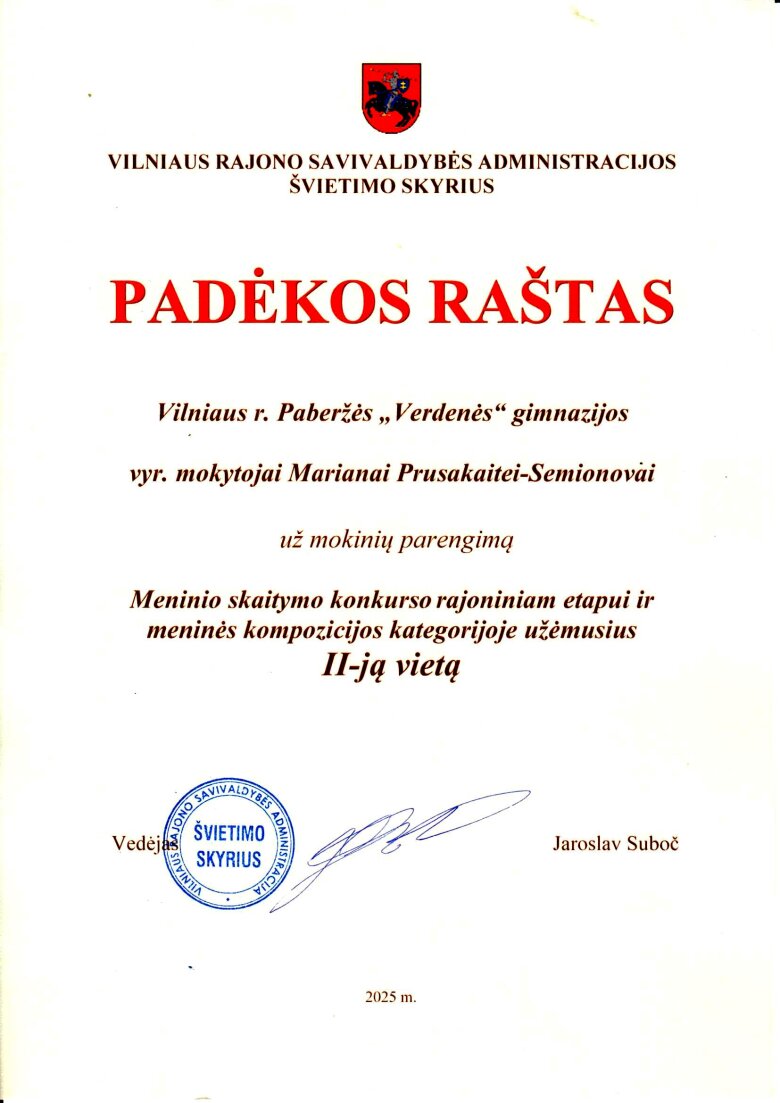 VILNIAUS RAJONO SAVIVALDYBĖS ADMINISTRACIJOS
ŠVIETIMO SKYRIUS
PADĖKOS RAŠTAS
Vilniaus r. Paberžės „Verdenės“ gimnazijos
vyr. mokytojai Marianai Prusakaitei-Semionovai
už mokinių parengimą
Meninio skaitymo konkurso rajoniniam etapui ir
meninės kompozicijos kategorijoje užėmusius
II-ją vietą
Vedėjas
VILNIAUS RAJONO SAVIVALDYBĖS ADMINISTRACIJA
ŠVIETIMO
SKYRIUS
Jaroslav Suboč
2025 m.